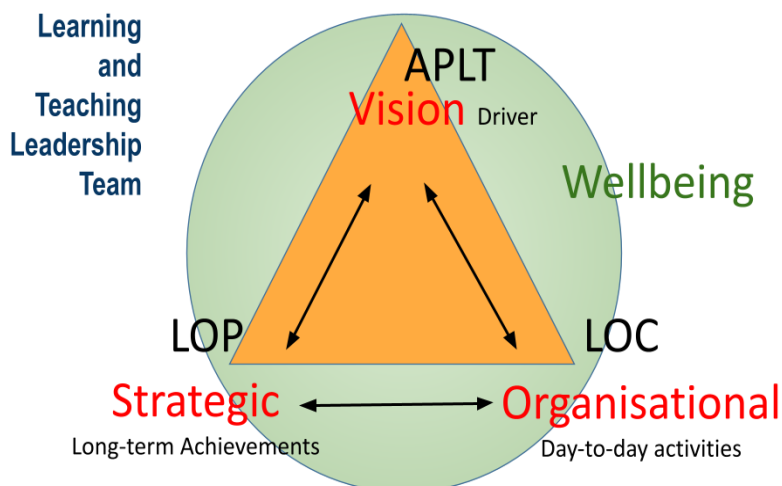 Learning
and
Teaching
Leadership
Team
APLT
Vision Driver
Wellbeing
LOP
LOC
Strategic
Organisational
Long-term Achievements
Day-to-day activities